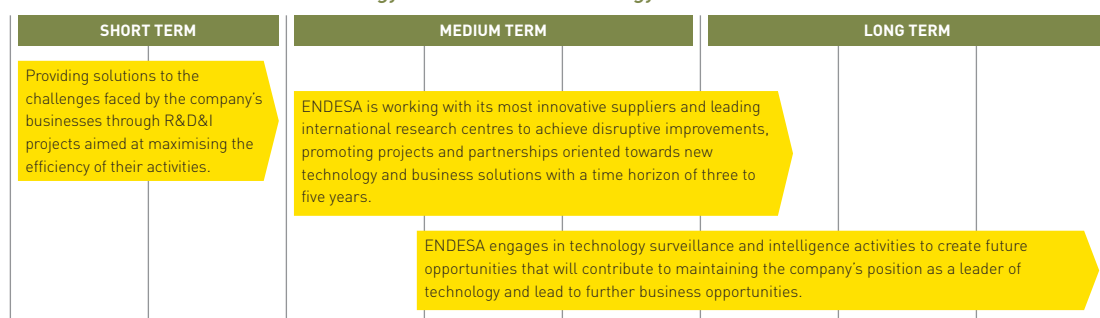 SHORT TERM
MEDIUM TERM
LONG TERM
Providing solutions to the
challenges faced by the company's
businesses through R&D&I
projects aimed at maximising the
efficiency of their activities.
ENDESA is working with its most innovative suppliers and leading
international research centres to achieve disruptive improvements,
promoting projects and partnerships oriented towards new
technology and business solutions with a time horizon of three to
five years.
ENDESA engages in technology surveillance and intelligence activities to create future
opportunities that will contribute to maintaining the company's position as a leader of
technology and lead to further business opportunities.